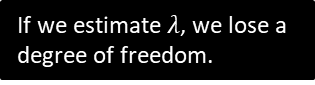 If we estimate λ, we lose a
degree of freedom.